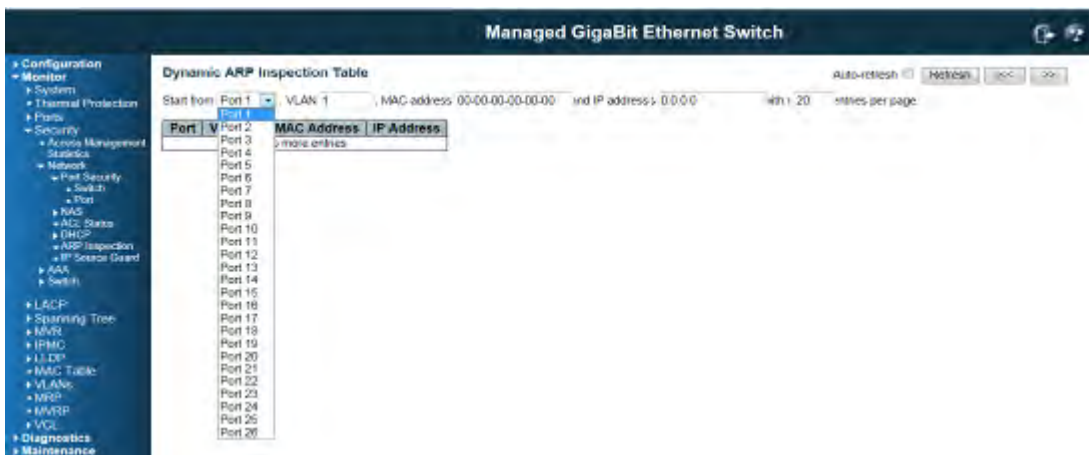 Managed GigaBit Ethernet Switch
Configuration
Monitor
System
Thermal Protection
Ports
Security
Access Management
Statistics
Network
Port Security
Switch
Port
NAS
ACL Status
DHCP
ARP Inspection
IP Source Guard
AAA
Switch
LACP
Spanning Tree
MVR
IPMC
LLDP
MAC Table
VLANs
MRP
MVRP
VCL
Diagnostics
Maintenance
Dynamic ARP Inspection Table
Auto-refresh Refresh |<< >>
Start from Port 1 , VLAN 1 , MAC address 00-00-00-00-00-00 and IP address 0.0.0.0 with 20 entries per page.
Port V MAC Address IP Address
more entries
Port 1
Port 2
Port 3
Port 4
Port 5
Port 6
Port 7
Port 8
Port 9
Port 10
Port 11
Port 12
Port 13
Port 14
Port 15
Port 16
Port 17
Port 18
Port 19
Port 20
Port 21
Port 22
Port 23
Port 24
Port 25
Port 26